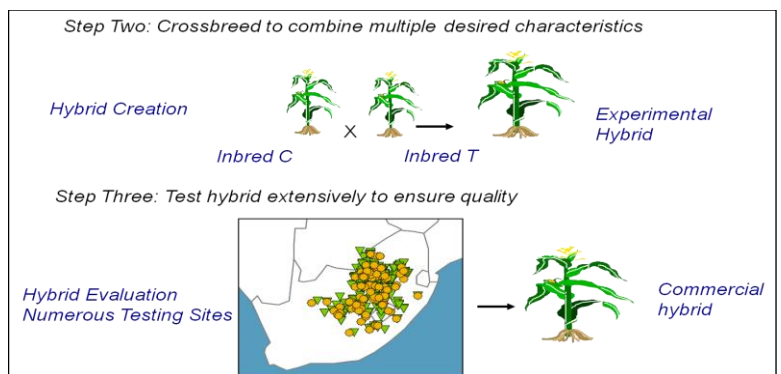 Step Two: Crossbreed to combine multiple desired characteristics
Hybrid Creation
Experimental
Hybrid
X
Inbred C
Inbred T
Step Three: Test hybrid extensively to ensure quality
Hybrid Evaluation
Numerous Testing Sites
Commercial
hybrid